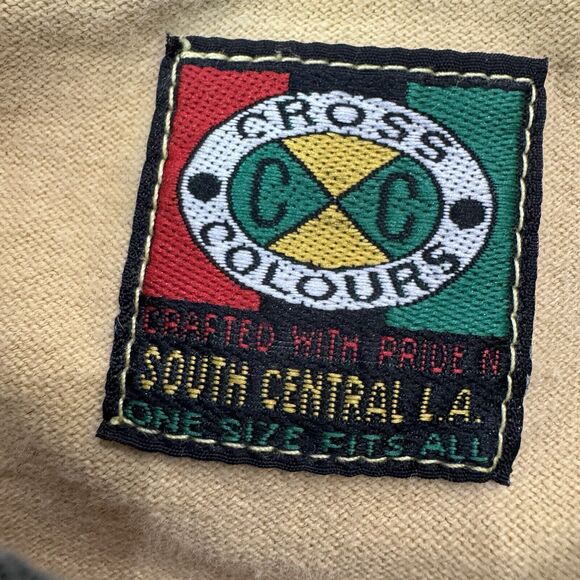 CROSS
C C
COLOURS
CRAFTED WITH PRIDE N
SOUTH CENTRAL L.A.
ONE SIZE FITS ALL